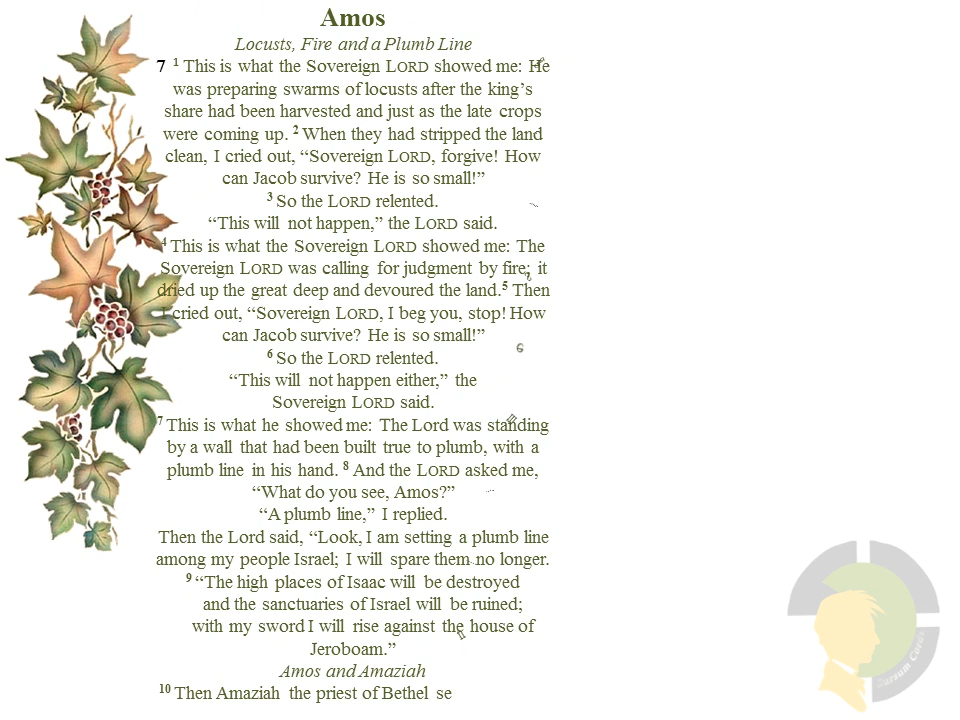 Amos
Locusts, Fire and a Plumb Line
7 1 This is what the Sovereign LORD showed me: He
was preparing swarms of locusts after the king’s
share had been harvested and just as the late crops
were coming up. 2 When they had stripped the land
clean, I cried out, “Sovereign LORD, forgive! How
can Jacob survive? He is so small!”
3 So the LORD relented.
“This will not happen,” the LORD said.
4 This is what the Sovereign LORD showed me: The
Sovereign LORD was calling for judgment by fire; it
dried up the great deep and devoured the land.5 Then
I cried out, “Sovereign LORD, I beg you, stop! How
can Jacob survive? He is so small!”
6 So the LORD relented.
“This will not happen either,” the
Sovereign LORD said.
7 This is what he showed me: The Lord was standing
by a wall that had been built true to plumb, with a
plumb line in his hand. 8 And the LORD asked me,
“What do you see, Amos?”
“A plumb line,” I replied.
Then the Lord said, “Look, I am setting a plumb line
among my people Israel; I will spare them no longer.
9 “The high places of Isaac will be destroyed
and the sanctuaries of Israel will be ruined;
with my sword I will rise against the house of
Jeroboam.”
Amos and Amaziah
10 Then Amaziah the priest of Bethel se